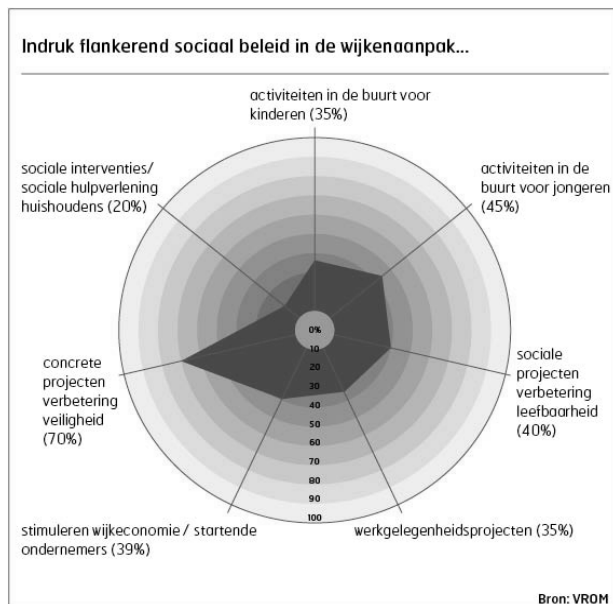 Indruk flankerend sociaal beleid in de wijkenaanpak...
activiteiten in de buurt voor
kinderen (35%)
activiteiten in de
buurt voor jongeren
(45%)
sociale
projecten
verbetering
leefbaarheid
(40%)
werkgelegenheidsprojecten (35%)
stimuleren wijkeconomie / startende
ondernemers (39%)
concrete
projecten
verbetering
veiligheid
(70%)
sociale interventies/
sociale hulpverlening
huishoudens (20%)
0%
10
20
30
40
50
60
70
80
90
100
Bron: VROM